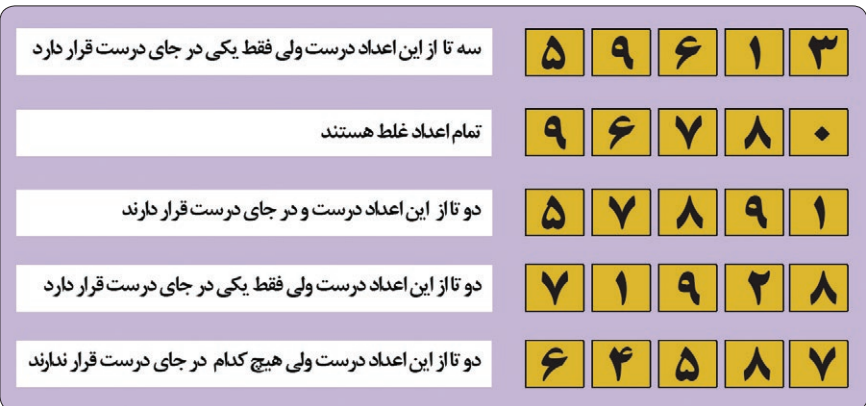 سه تا از این اعداد درست ولی فقط یکی در جای درست قرار دارد
۵ ۹ ۶ ۱ ۳
تمام اعداد غلط هستند
۹ ۶ ۷ ۸ ۰
دو تا از این اعداد درست و در جای درست قرار دارند
۵ ۷ ۸ ۹ ۱
دو تا از این اعداد درست ولی فقط یکی در جای درست قرار دارد
۷ ۱ ۹ ۲ ۸
دو تا از این اعداد درست ولی هیچ کدام در جای درست قرار ندارند
۶ ۴ ۵ ۸ ۷